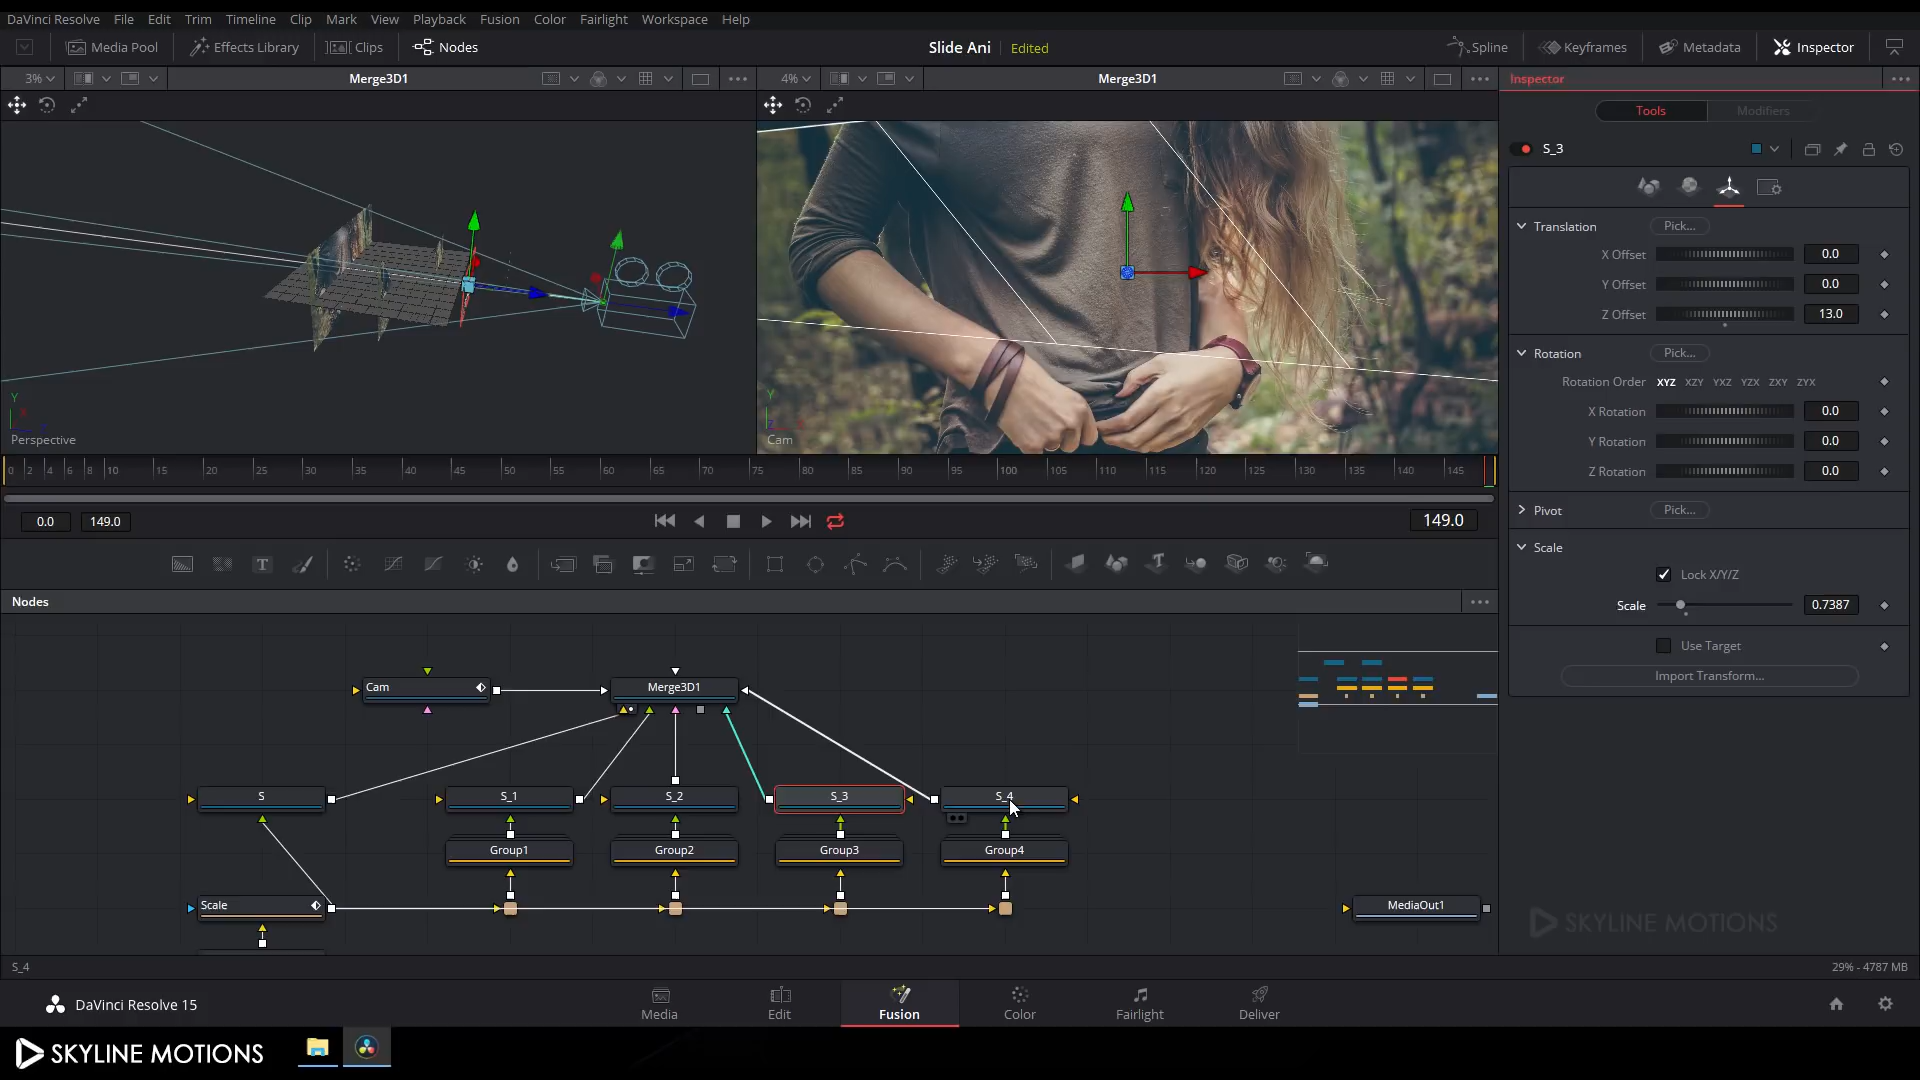 DaVinci Resolve File Edit Trim Timeline Clip Mark View Playback Fusion Color Fairlight Workspace Help
Media Pool Effects Library Clips Nodes Slide Ani Edited Spline Keyframes Metadata Inspector
3% Merge3D1 4% Merge3D1 Inspector
Tools Modifiers
S_3
Translation Pick...
X Offset 0.0
Y Offset 0.0
Z Offset 13.0
Rotation Pick...
Rotation Order XYZ XZY YXZ YZX ZXY ZYX
X Rotation 0.0
Y Rotation 0.0
Z Rotation 0.0
Pivot Pick...
Scale
Lock X/Y/Z
Scale 0.7387
Use Target
Import Transform...
Y
X
Perspective
Y
Cam
0 2 4 6 8 10 15 20 25 30 35 40 45 50 55 60 65 70 75 80 85 90 95 100 105 110 115 120 125 130 135 140 145
0.0 149.0 149.0
Nodes
Cam Merge3D1
S S_1 S_2 S_3 S_4
Group1 Group2 Group3 Group4
Scale MediaOut1
SKYLINE MOTIONS
S_4 29% - 4787 MB
DaVinci Resolve 15 Media Edit Fusion Color Fairlight Deliver
SKYLINE MOTIONS